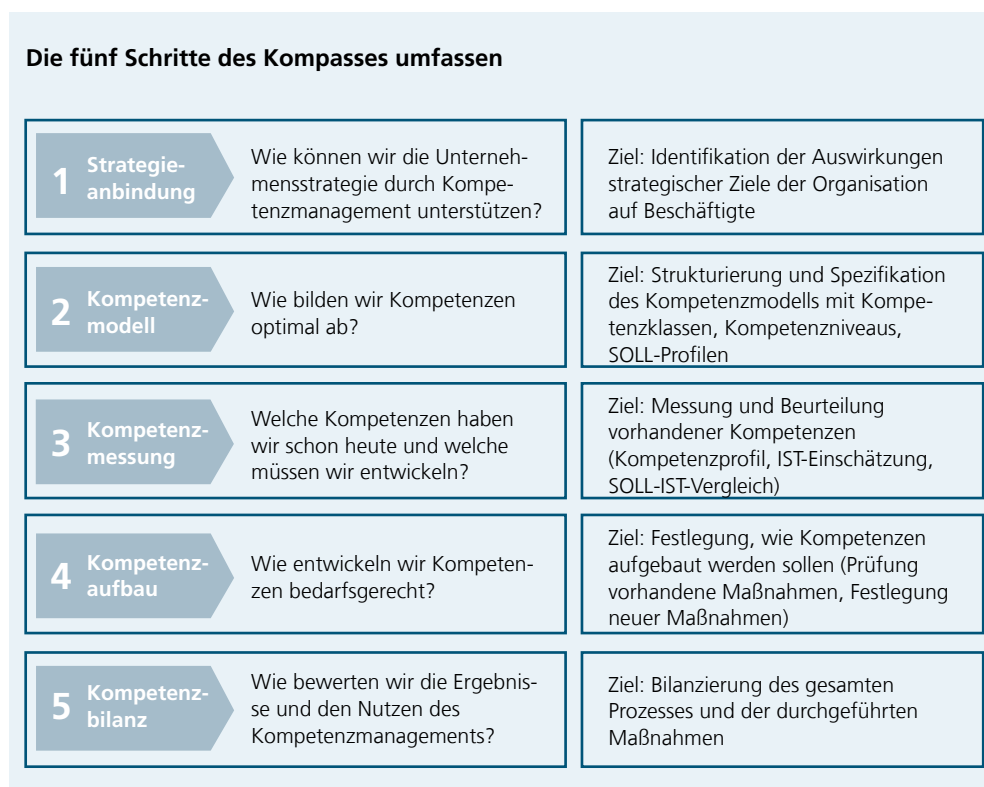 Die fünf Schritte des Kompasses umfassen
1
Strategie-
anbindung
Wie können wir die Unterneh-
mensstrategie durch Kompe-
tenzmanagement unterstützen?
Ziel: Identifikation der Auswirkungen
strategischer Ziele der Organisation
auf Beschäftigte
2
Kompetenz-
modell
Wie bilden wir Kompetenzen
optimal ab?
Ziel: Strukturierung und Spezifikation
des Kompetenzmodells mit Kompe-
tenzklassen, Kompetenzniveaus,
SOLL-Profilen
3
Kompetenz-
messung
Welche Kompetenzen haben
wir schon heute und welche
müssen wir entwickeln?
Ziel: Messung und Beurteilung
vorhandener Kompetenzen
(Kompetenzprofil, IST-Einschätzung,
SOLL-IST-Vergleich)
4
Kompetenz-
aufbau
Wie entwickeln wir Kompeten-
zen bedarfsgerecht?
Ziel: Festlegung, wie Kompetenzen
aufgebaut werden sollen (Prüfung
vorhandene Maßnahmen, Festlegung
neuer Maßnahmen)
5
Kompetenz-
bilanz
Wie bewerten wir die Ergebnis-
se und den Nutzen des
Kompetenzmanagements?
Ziel: Bilanzierung des gesamten
Prozesses und der durchgeführten
Maßnahmen